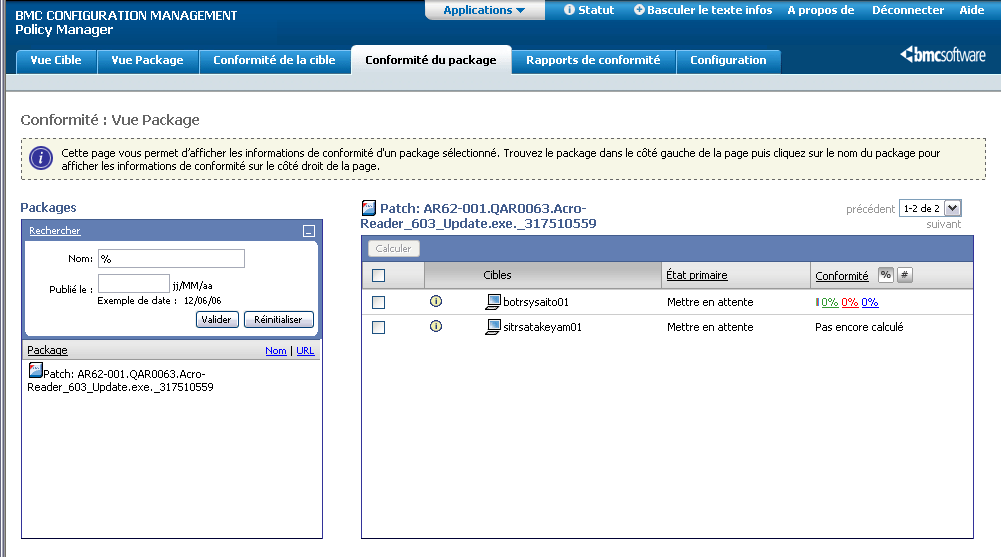 BMC CONFIGURATION MANAGEMENT
Policy Manager
Applications
Statut
Basculer le texte infos
A propos de
Déconnecter
Aide
Vue Cible
Vue Package
Conformité de la cible
Conformité du package
Rapports de conformité
Configuration
bmcsoftware
Conformité : Vue Package
Cette page vous permet d'afficher les informations de conformité d'un package sélectionné. Trouvez le package dans le côté gauche de la page puis cliquez sur le nom du package pour
afficher les informations de conformité sur le côté droit de la page.
Packages
Rechercher
Nom: %
Publié le : jj/MM/aa
Exemple de date : 12/06/06
Valider
Réinitialiser
Package
Nom | URL
Patch: AR62-001.QAR0063.Acro-
Reader_603_Update.exe._317510559
Patch: AR62-001.QAR0063.Acro-
Reader_603_Update.exe._317510559
précédent
1-2 de 2
suivant
Calculer
Cibles
État primaire
Conformité
%
#
botrsysaito01
Mettre en attente
0% 0% 0%
sitrsatakeyam01
Mettre en attente
Pas encore calculé